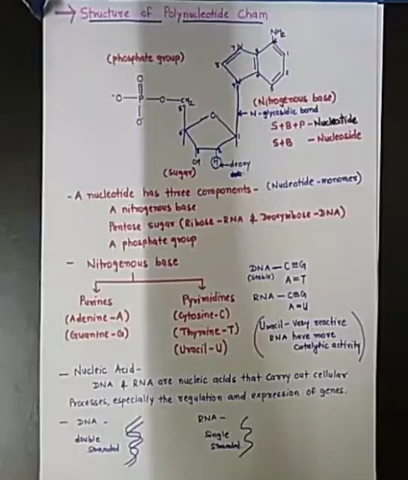 → Structure of Polynucleotide Chain
NH2
(phosphate group)
O
-O-P-O-CH2
O-
N
(Nitrogenous base)
N-glycosidic bond
S+B+P - Nucleotide
S+B - Nucleoside
O
OH
H → deoxy
(Sugar)
- A nucleotide has three components - (Nucleotide-monomer)
A nitrogenous base
Pentose sugar (Ribose-RNA & Deoxyribose-DNA)
A phosphate group
- Nitrogenous base
Purines
(Adenine-A)
(Guanine-G)
Pyrimidines
(Cytosine-C)
(Thymine-T)
(Uracil-U)
DNA - C≡G
(Stable) A=T
RNA - C≡G
A=U
(Uracil - very reactive
RNA have more
Catalytic activity)
- Nucleic Acid-
DNA & RNA are nucleic acids that carry out cellular
Processes, especially the regulation and expression of genes.
- DNA -
double
Stranded
RNA -
Single
Stranded